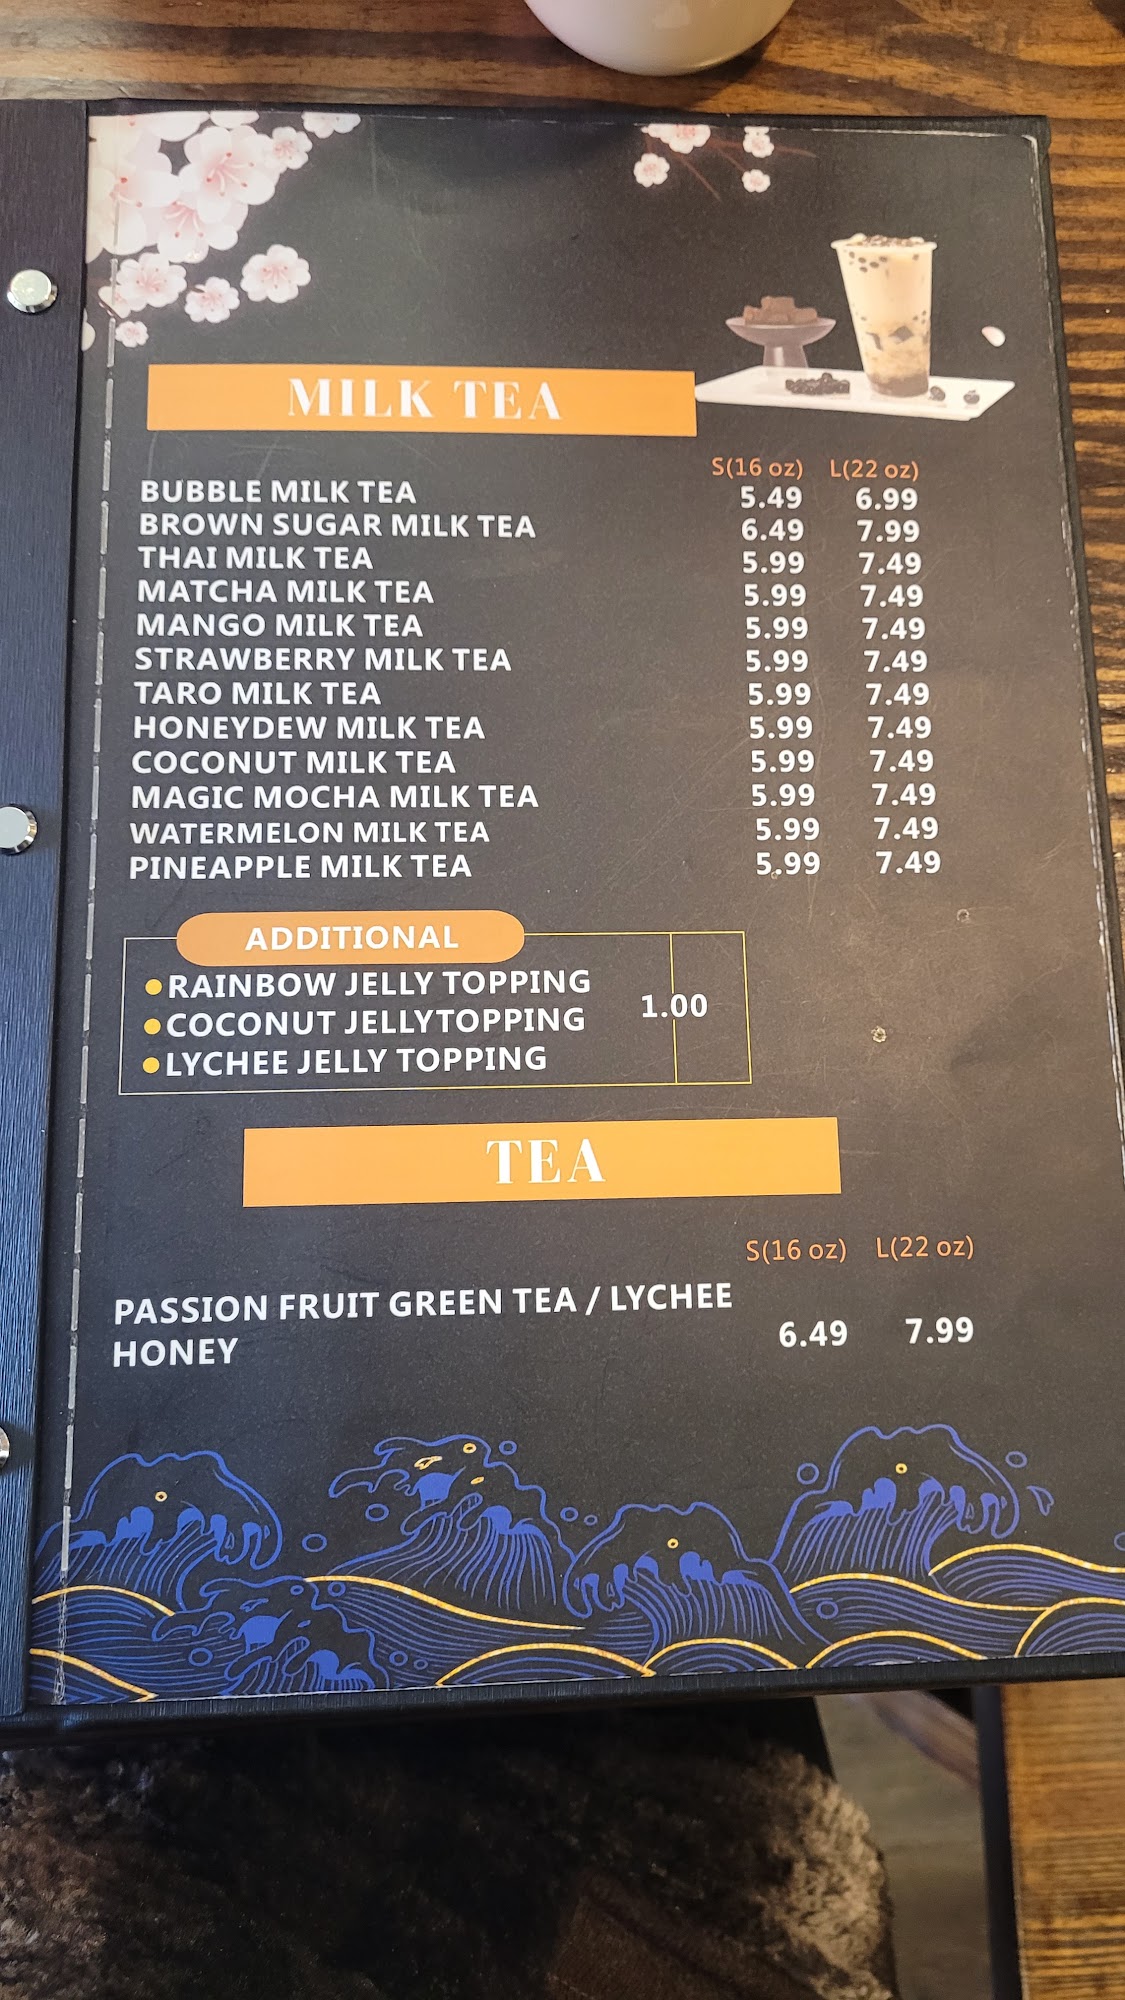 MILK TEA
S(16 oz) L(22 oz)
BUBBLE MILK TEA 5.49 6.99
BROWN SUGAR MILK TEA 6.49 7.99
THAI MILK TEA 5.99 7.49
MATCHA MILK TEA 5.99 7.49
MANGO MILK TEA 5.99 7.49
STRAWBERRY MILK TEA 5.99 7.49
TARO MILK TEA 5.99 7.49
HONEYDEW MILK TEA 5.99 7.49
COCONUT MILK TEA 5.99 7.49
MAGIC MOCHA MILK TEA 5.99 7.49
WATERMELON MILK TEA 5.99 7.49
PINEAPPLE MILK TEA 5.99 7.49
ADDITIONAL
●RAINBOW JELLY TOPPING
●COCONUT JELLYTOPPING 1.00
●LYCHEE JELLY TOPPING
TEA
S(16 oz) L(22 oz)
PASSION FRUIT GREEN TEA / LYCHEE
HONEY 6.49 7.99